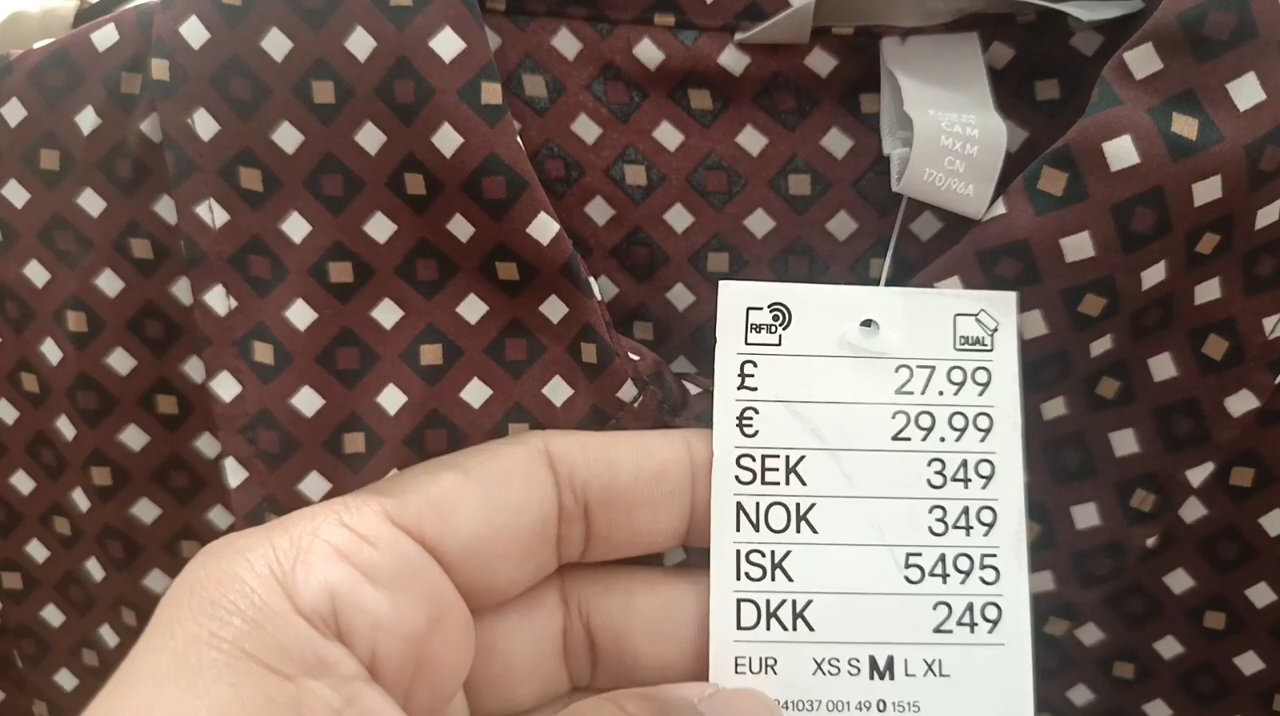 CAM
MXM
CN
170/96A
RFID
DUAL
£ 27.99
€ 29.99
SEK 349
NOK 349
ISK 5495
DKK 249
EUR XS S M L XL
241037 001 49 0 1515